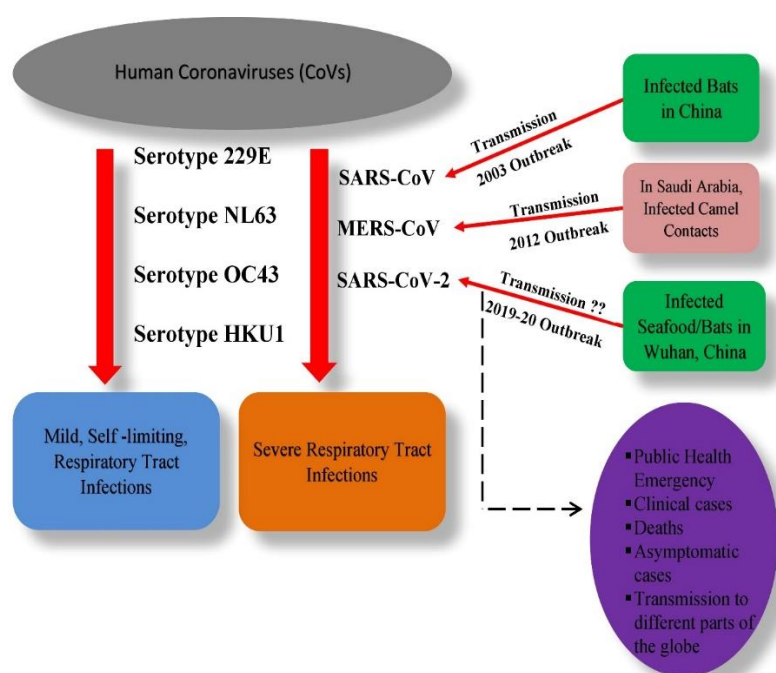 Human Coronaviruses (CoVs)
Serotype 229E
Serotype NL63
Serotype OC43
Serotype HKU1
SARS-CoV
MERS-CoV
SARS-CoV-2
Transmission
2003 Outbreak
Transmission
2012 Outbreak
Transmission ??
2019-20 Outbreak
Infected Bats
in China
In Saudi Arabia,
Infected Camel
Contacts
Infected
Seafood/Bats in
Wuhan, China
Mild, Self -limiting,
Respiratory Tract
Infections
Severe Respiratory Tract
Infections
▪Public Health
Emergency
▪Clinical cases
▪Deaths
▪Asymptomatic
cases
▪Transmission to
different parts of
the globe